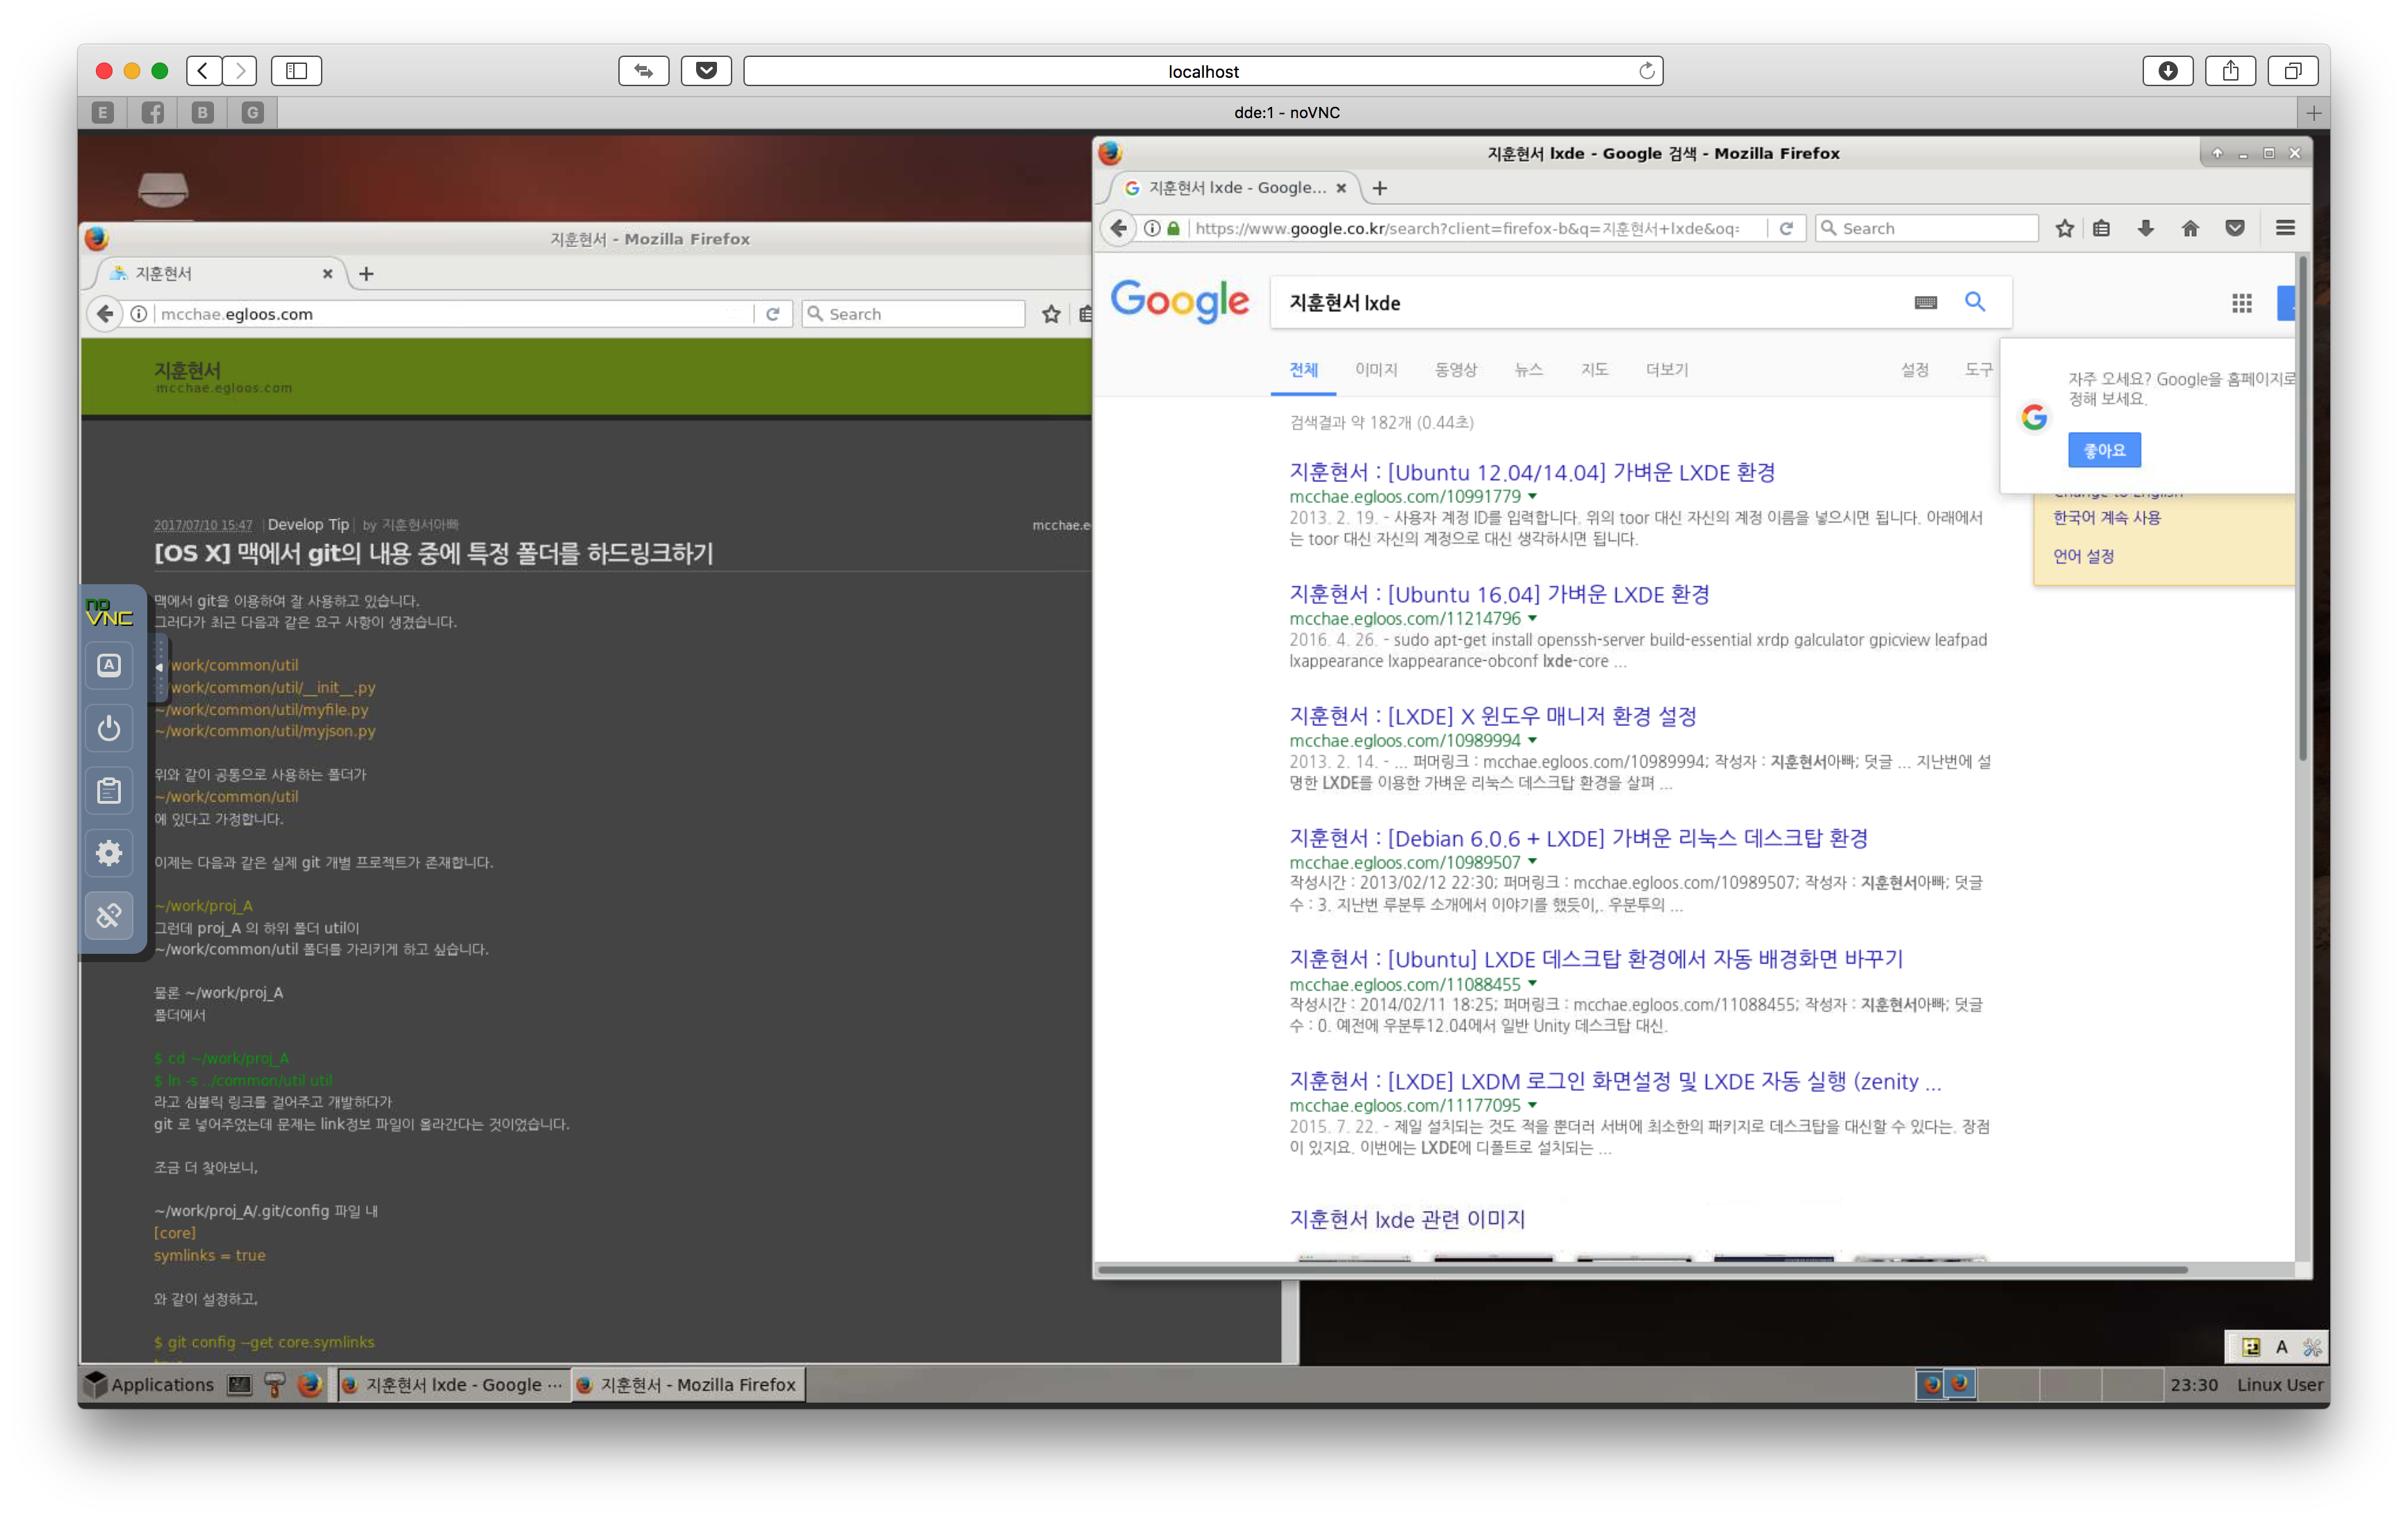 localhost
E
B
G
dde:1 - noVNC
지훈현서 - Mozilla Firefox
지훈현서
mcchae.egloos.com
Search
지훈현서
mcchae.egloos.com
2017/07/10 15:47 | Develop Tip | by 지훈현서아빠
mcchae.e
[OS X] 맥에서 git의 내용 중에 특정 폴더를 하드링크하기
맥에서 git을 이용하여 잘 사용하고 있습니다.
그러다가 최근 다음과 같은 요구 사항이 생겼습니다.
/work/common/util
/work/common/util/__init__.py
~/work/common/util/myfile.py
~/work/common/util/myjson.py
위와 같이 공통으로 사용하는 폴더가
~/work/common/util
에 있다고 가정합니다.
이제는 다음과 같은 실제 git 개별 프로젝트가 존재합니다.
~/work/proj_A
그런데 proj_A 의 하위 폴더 util이
~/work/common/util 폴더를 가리키게 하고 싶습니다.
물론 ~/work/proj_A
폴더에서
$ cd ~/work/proj_A
$ ln -s ../common/util util
라고 심볼릭 링크를 걸어주고 개발하다가
git 로 넣어주었는데 문제는 link정보 파일이 올라간다는 것이었습니다.
조금 더 찾아보니,
~/work/proj_A/.git/config 파일 내
[core]
symlinks = true
와 같이 설정하고,
$ git config --get core.symlinks
no
VNC
A
지훈현서 lxde - Google 검색 - Mozilla Firefox
지훈현서 lxde - Google...
https://www.google.co.kr/search?client=firefox-b&q=지훈현서+lxde&oq=
Search
Google
지훈현서 lxde
전체 이미지 동영상 뉴스 지도 더보기 설정 도구
자주 오세요? Google을 홈페이지로
정해 보세요.
좋아요
Change to English
한국어 계속 사용
언어 설정
검색결과 약 182개 (0.44초)
지훈현서 : [Ubuntu 12.04/14.04] 가벼운 LXDE 환경
mcchae.egloos.com/10991779
2013. 2. 19. - 사용자 계정 ID를 입력합니다. 위의 toor 대신 자신의 계정 이름을 넣으시면 됩니다. 아래에서
는 toor 대신 자신의 계정으로 대신 생각하시면 됩니다.
지훈현서 : [Ubuntu 16.04] 가벼운 LXDE 환경
mcchae.egloos.com/11214796
2016. 4. 26. - sudo apt-get install openssh-server build-essential xrdp galculator gpicview leafpad
lxappearance lxappearance-obconf lxde-core ...
지훈현서 : [LXDE] X 윈도우 매니저 환경 설정
mcchae.egloos.com/10989994
2013. 2. 14. - ... 퍼머링크 : mcchae.egloos.com/10989994; 작성자 : 지훈현서아빠; 덧글 ... 지난번에 설
명한 LXDE를 이용한 가벼운 리눅스 데스크탑 환경을 살펴 ...
지훈현서 : [Debian 6.0.6 + LXDE] 가벼운 리눅스 데스크탑 환경
mcchae.egloos.com/10989507
작성시간 : 2013/02/12 22:30; 퍼머링크 : mcchae.egloos.com/10989507; 작성자 : 지훈현서아빠; 덧글
수 : 3. 지난번 루분투 소개에서 이야기를 했듯이,. 우분투의 ...
지훈현서 : [Ubuntu] LXDE 데스크탑 환경에서 자동 배경화면 바꾸기
mcchae.egloos.com/11088455
작성시간 : 2014/02/11 18:25; 퍼머링크 : mcchae.egloos.com/11088455; 작성자 : 지훈현서아빠; 덧글
수 : 0. 예전에 우분투12.04에서 일반 Unity 데스크탑 대신.
지훈현서 : [LXDE] LXDM 로그인 화면설정 및 LXDE 자동 실행 (zenity ...
mcchae.egloos.com/11177095
2015. 7. 22. - 제일 설치되는 것도 적을 뿐더러 서버에 최소한의 패키지로 데스크탑을 대신할 수 있다는. 장점
이 있지요. 이번에는 LXDE에 디폴트로 설치되는 ...
지훈현서 lxde 관련 이미지
A
Applications
지훈현서 lxde - Google ...
지훈현서 - Mozilla Firefox
23:30
Linux User